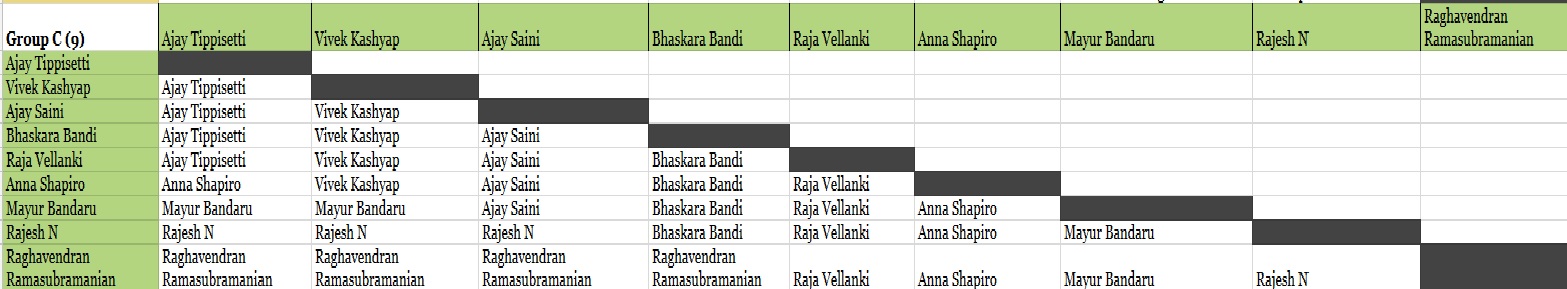 Group C (9) Ajay Tippisetti Vivek Kashyap Ajay Saini Bhaskara Bandi Raja Vellanki Anna Shapiro Mayur Bandaru Rajesh N Raghavendran Ramasubramanian
Ajay Tippisetti
Vivek Kashyap Ajay Tippisetti
Ajay Saini Ajay Tippisetti Vivek Kashyap
Bhaskara Bandi Ajay Tippisetti Vivek Kashyap Ajay Saini
Raja Vellanki Ajay Tippisetti Vivek Kashyap Ajay Saini Bhaskara Bandi
Anna Shapiro Anna Shapiro Vivek Kashyap Ajay Saini Bhaskara Bandi Raja Vellanki
Mayur Bandaru Mayur Bandaru Mayur Bandaru Ajay Saini Bhaskara Bandi Raja Vellanki Anna Shapiro
Rajesh N Rajesh N Rajesh N Rajesh N Bhaskara Bandi Raja Vellanki Anna Shapiro Mayur Bandaru
Raghavendran Raghavendran Raghavendran Raghavendran Raghavendran
Ramasubramanian Ramasubramanian Ramasubramanian Ramasubramanian Ramasubramanian Raja Vellanki Anna Shapiro Mayur Bandaru Rajesh N